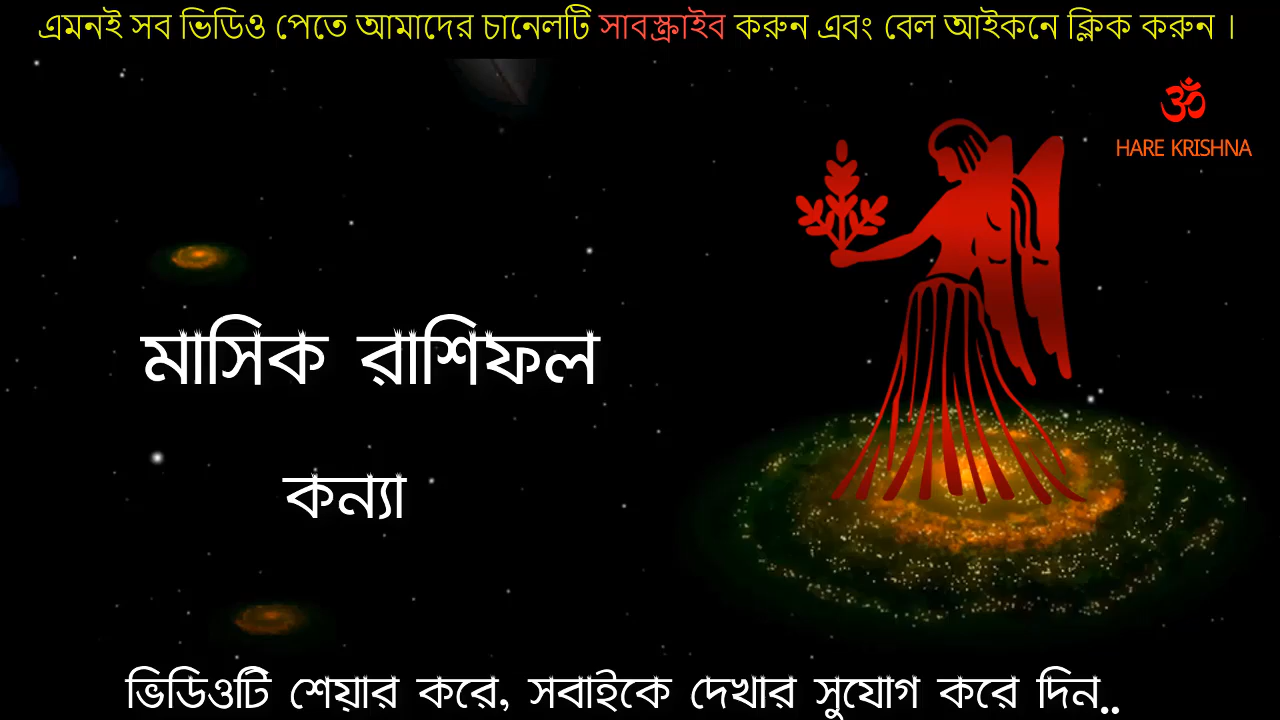 এমনই সব ভিডিও পেতে আমাদের চানেলটি সাবস্ক্রাইব করুন এবং বেল আইকনে ক্লিক করুন ।
ॐ
HARE KRISHNA
মাসিক রাশিফল
কন্যা
ভিডিওটি শেয়ার করে, সবাইকে দেখার সুযোগ করে দিন..